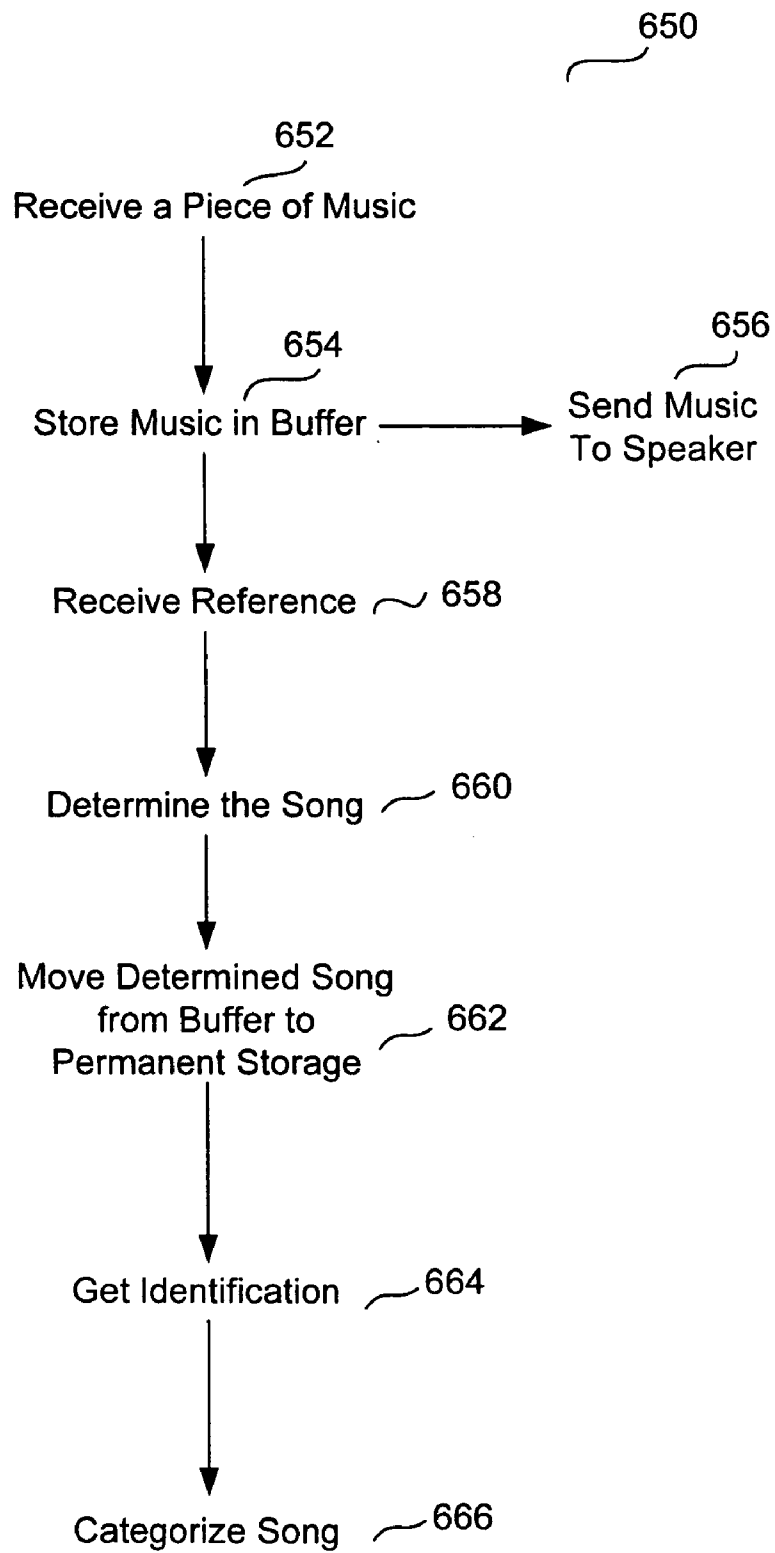 650
652
Receive a Piece of Music
654
Store Music in Buffer
656
Send Music
To Speaker
Receive Reference
658
Determine the Song
660
Move Determined Song
from Buffer to
Permanent Storage
662
Get Identification
664
Categorize Song
666